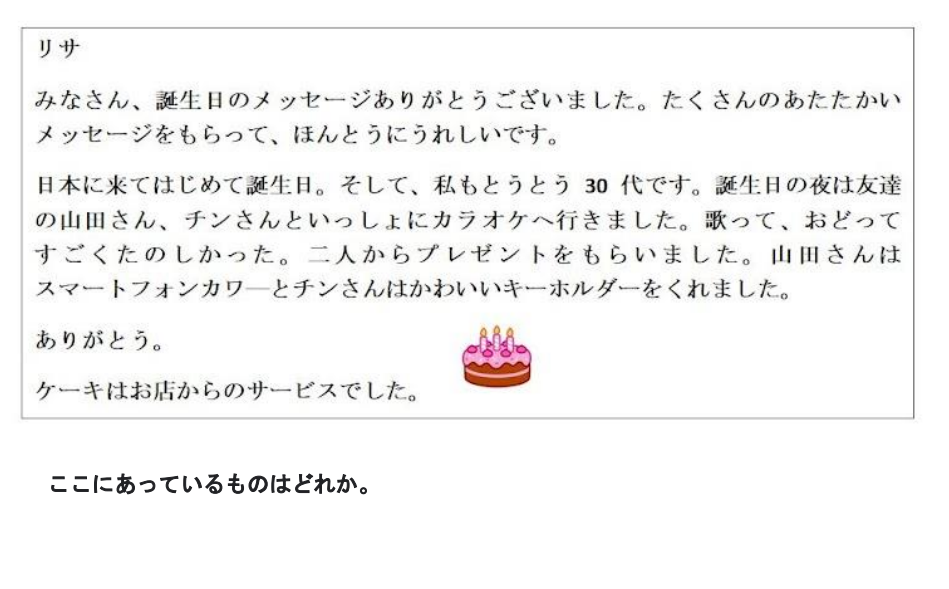 リサ
みなさん、誕生日のメッセージありがとうございました。たくさんのあたたかい
メッセージをもらって、ほんとうにうれしいです。
日本に来てはじめて誕生日。そして、私もとうとう 30 代です。誕生日の夜は友達
の山田さん、チンさんといっしょにカラオケへ行きました。歌って、おどって
すごくたのしかった。二人からプレゼントをもらいました。山田さんは
スマートフォンカワ―とチンさんはかわいいキーホルダーをくれました。
ありがとう。
ケーキはお店からのサービスでした。
ここにあっているものはどれか。